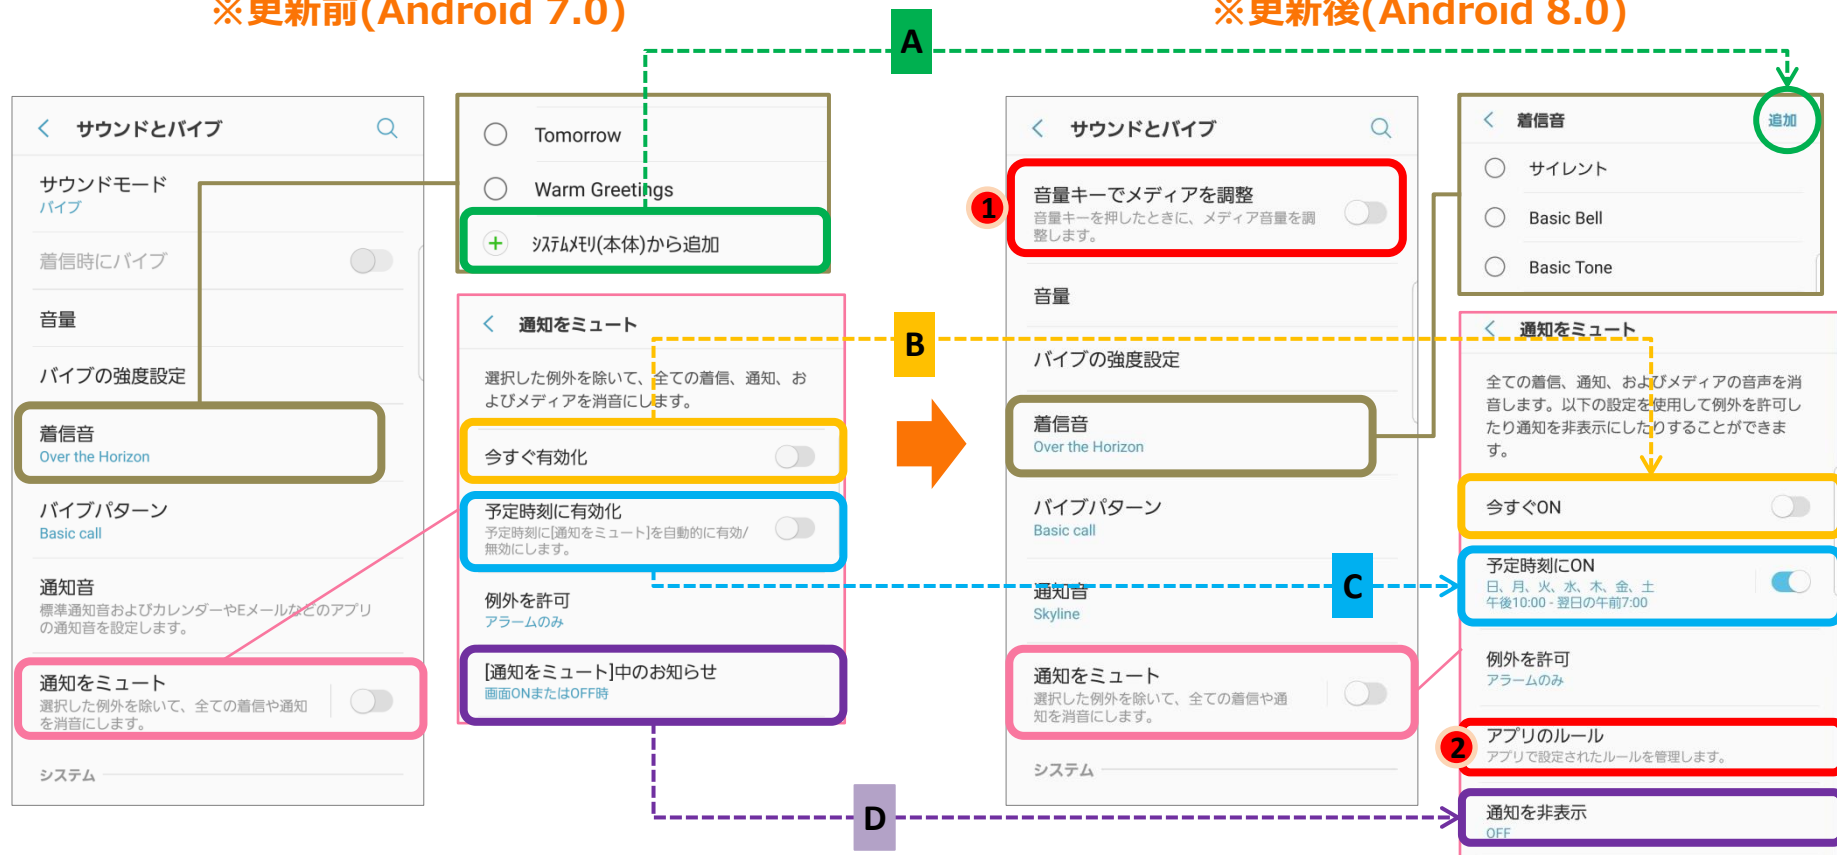 ※更新前(Android 7.0)
※更新後(Android 8.0)
A
サウンドとバイブ
サウンドモード
バイブ
着信時にバイブ
音量
バイブの強度設定
着信音
Over the Horizon
バイブパターン
Basic call
通知音
標準通知音およびカレンダーやEメールなどのアプリ
の通知音を設定します。
通知をミュート
選択した例外を除いて、全ての着信や通知
を消音にします。
システム
Tomorrow
Warm Greetings
システムメモリ(本体)から追加
通知をミュート
選択した例外を除いて、全ての着信、通知、お
よびメディアを消音にします。
今すぐ有効化
予定時刻に有効化
予定時刻に[通知をミュート]を自動的に有効/
無効にします。
例外を許可
アラームのみ
[通知をミュート]中のお知らせ
画面ONまたはOFF時
B
C
D
サウンドとバイブ
1
音量キーでメディアを調整
音量キーを押したときに、メディア音量を調
整します。
音量
バイブの強度設定
着信音
Over the Horizon
バイブパターン
Basic call
通知音
Skyline
通知をミュート
選択した例外を除いて、全ての着信や通
知を消音にします。
システム
着信音
追加
サイレント
Basic Bell
Basic Tone
通知をミュート
全ての着信、通知、およびメディアの音声を消
音します。以下の設定を使用して例外を許可し
たり通知を非表示にしたりすることができま
す。
今すぐON
予定時刻にON
日、月、火、水、木、金、土
午後10:00 - 翌日の午前7:00
例外を許可
アラームのみ
2
アプリのルール
アプリで設定されたルールを管理します。
通知を非表示
OFF